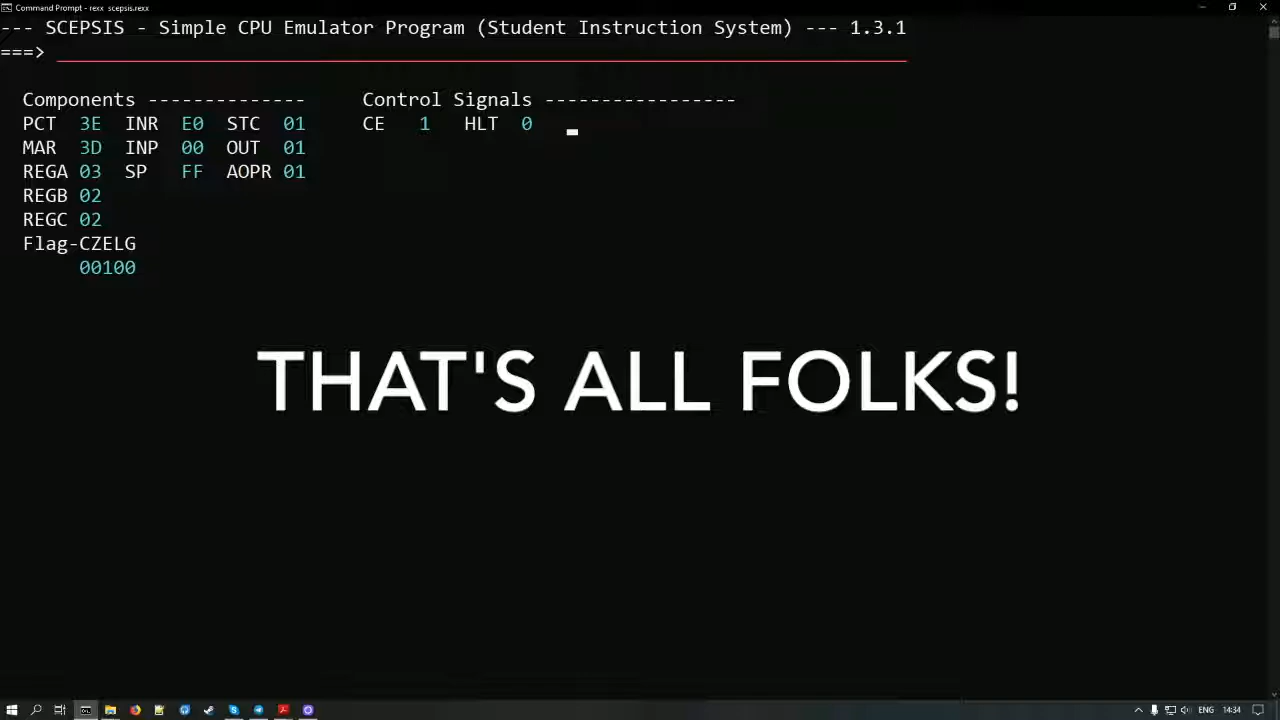 Command Prompt - rexx scepsis.rexx
--- SCEPSIS - Simple CPU Emulator Program (Student Instruction System) --- 1.3.1
===>
Components -------------- Control Signals -----------------
PCT 3E INR E0 STC 01 CE 1 HLT 0
MAR 3D INP 00 OUT 01
REGA 03 SP FF AOPR 01
REGB 02
REGC 02
Flag-CZELG
00100
THAT'S ALL FOLKS!
ENG 14:34